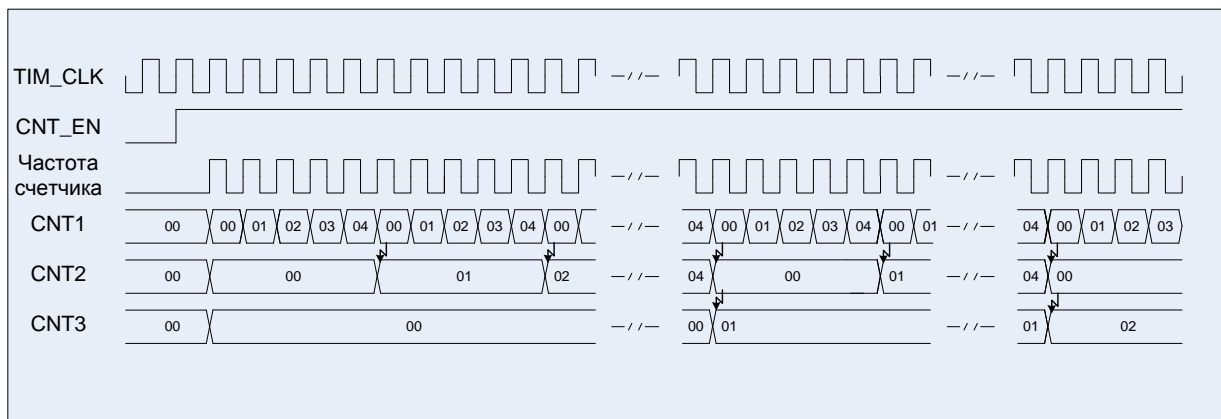 TIM_CLK
CNT_EN
Частота
счетчика
CNT1 00 00 01 02 03 04 00 01 02 03 04 00 04 00 01 02 03 04 00 01 04 00 01 02 03
CNT2 00 00 01 02 04 00 01 04 00
CNT3 00 00 00 01 01 02